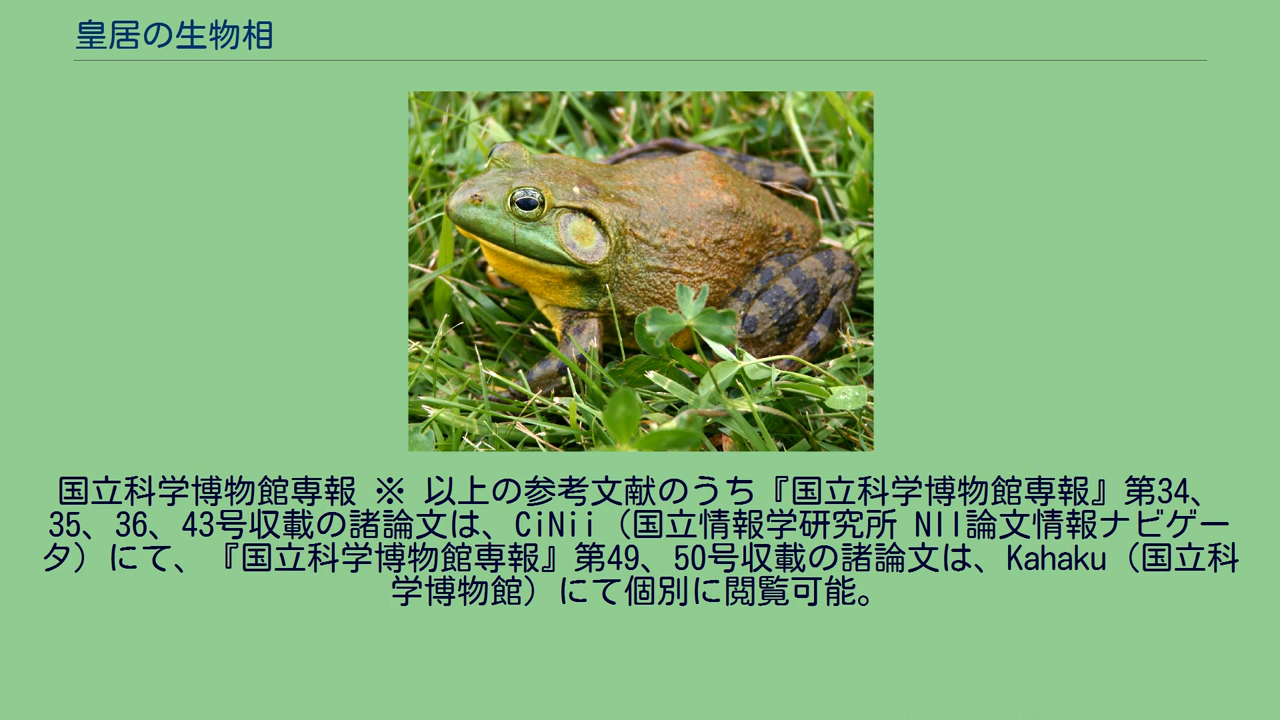 皇居の生物相
国立科学博物館専報 ※ 以上の参考文献のうち『国立科学博物館専報』第34、
35、36、43号収載の諸論文は、CiNii（国立情報学研究所 NII論文情報ナビゲー
タ）にて、『国立科学博物館専報』第49、50号収載の諸論文は、Kahaku（国立科
学博物館）にて個別に閲覧可能。